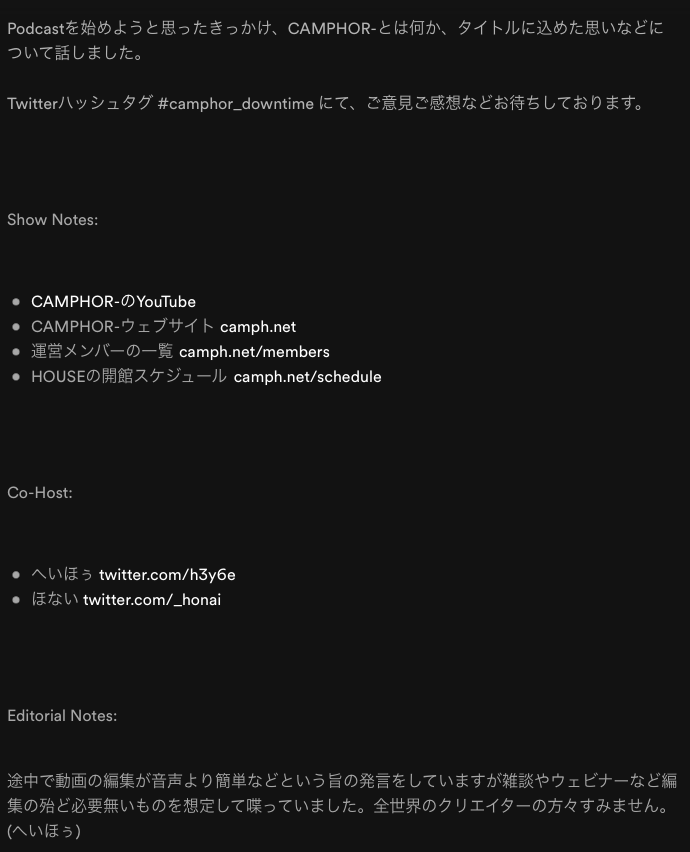 Podcastを始めようと思ったきっかけ、CAMPHOR-とは何か、タイトルに込めた思いなどに
ついて話しました。
Twitterハッシュタグ #camphor_downtime にて、ご意見ご感想などお待ちしております。
Show Notes:
● CAMPHOR-のYouTube
● CAMPHOR-ウェブサイト camph.net
● 運営メンバーの一覧 camph.net/members
● HOUSEの開館スケジュール camph.net/schedule
Co-Host:
● へいほぅ twitter.com/h3y6e
● ほない twitter.com/_honai
Editorial Notes:
途中で動画の編集が音声より簡単などという旨の発言をしていますが雑談やウェビナーなど編
集の殆ど必要無いものを想定して喋っていました。全世界のクリエイターの方々すみません。
(へいほぅ)